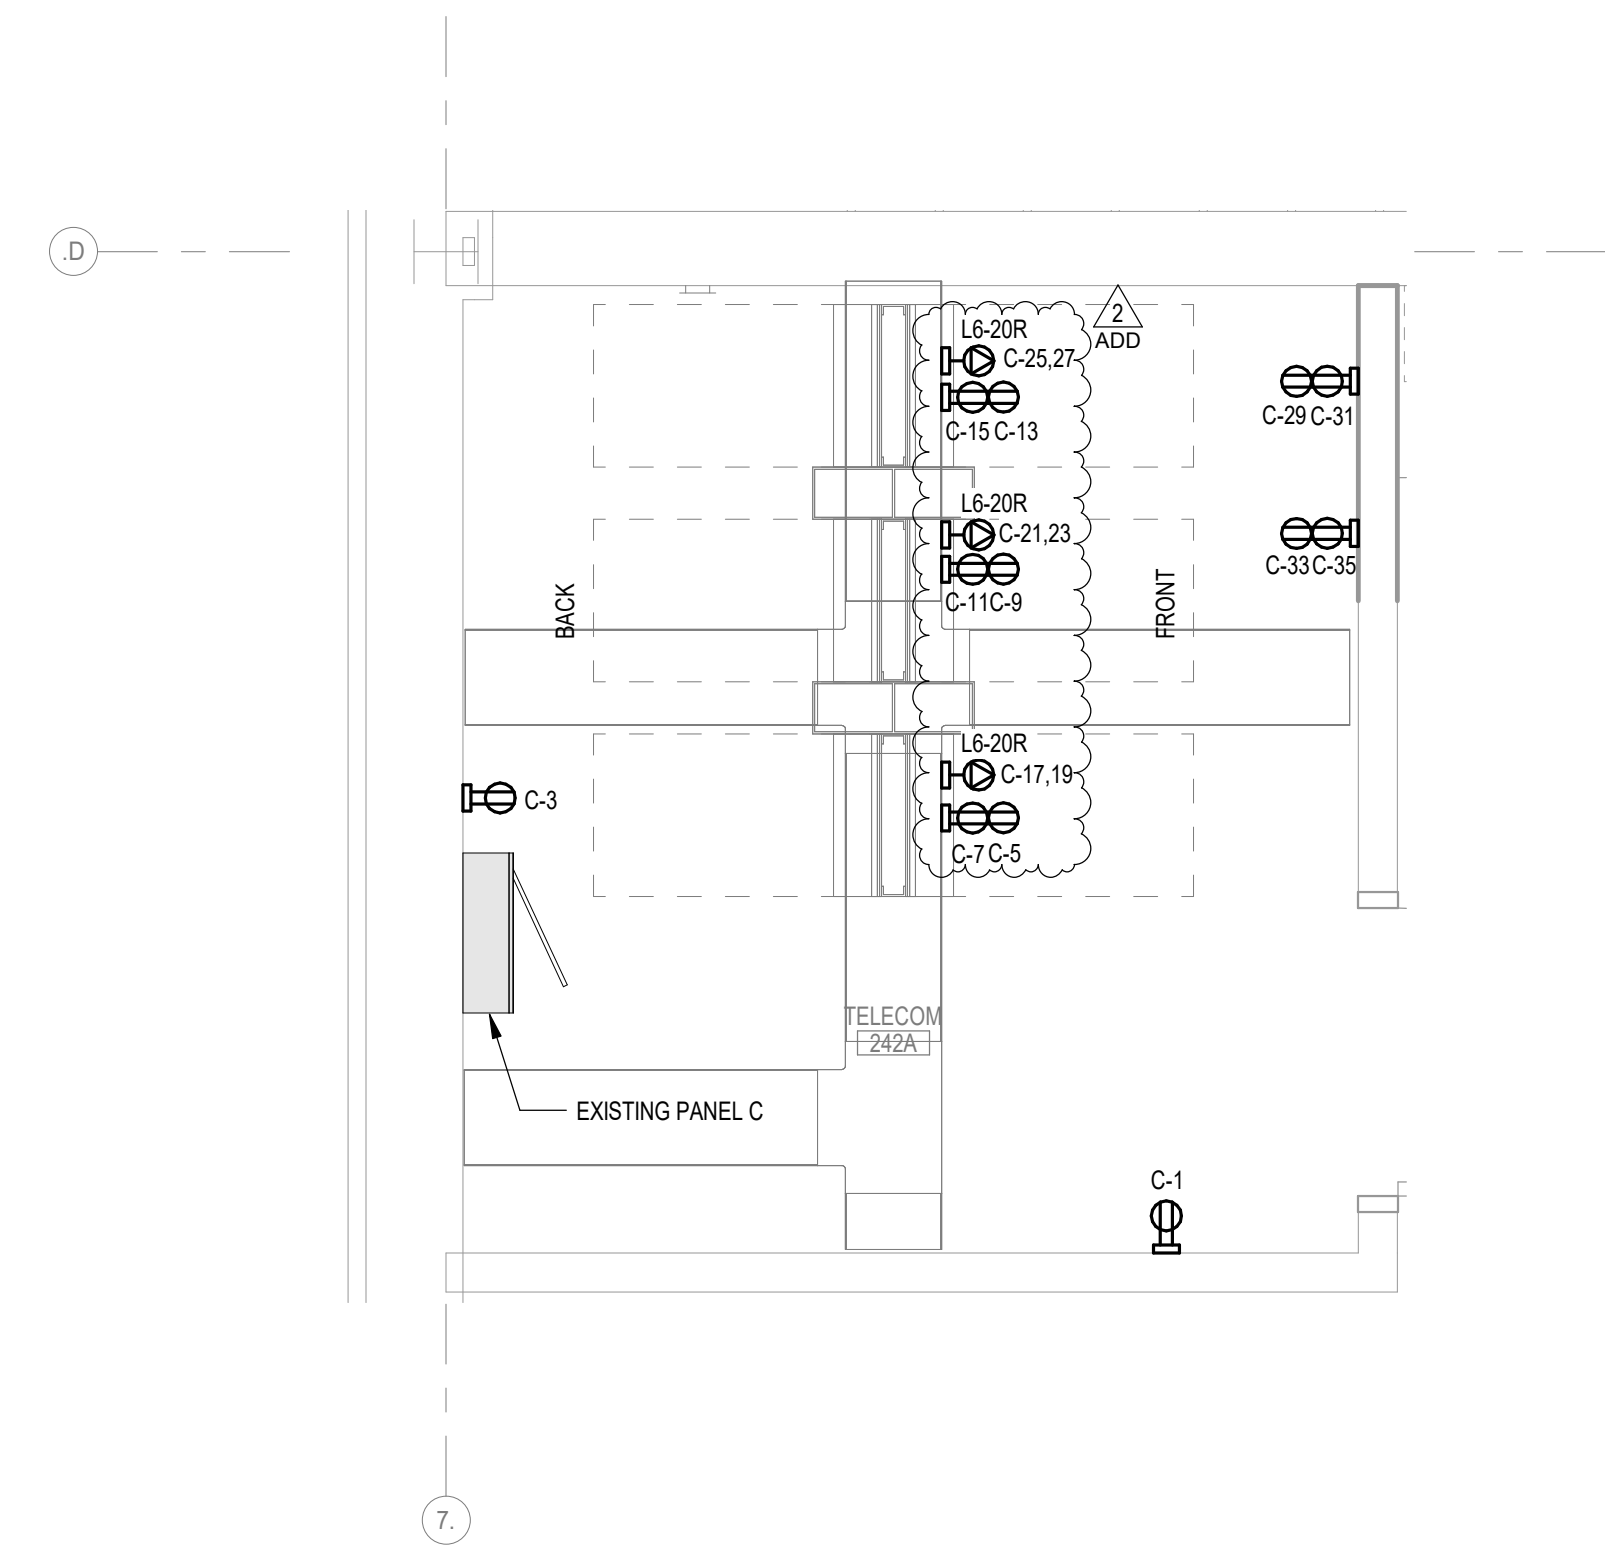 .D
2
ADD
L6-20R
C-25,27
C-15 C-13
C-29 C-31
L6-20R
C-21,23
C-11 C-9
C-33 C-35
BACK
FRONT
L6-20R
C-17,19
C-7 C-5
C-3
TELECOM
242A
EXISTING PANEL C
C-1
7.